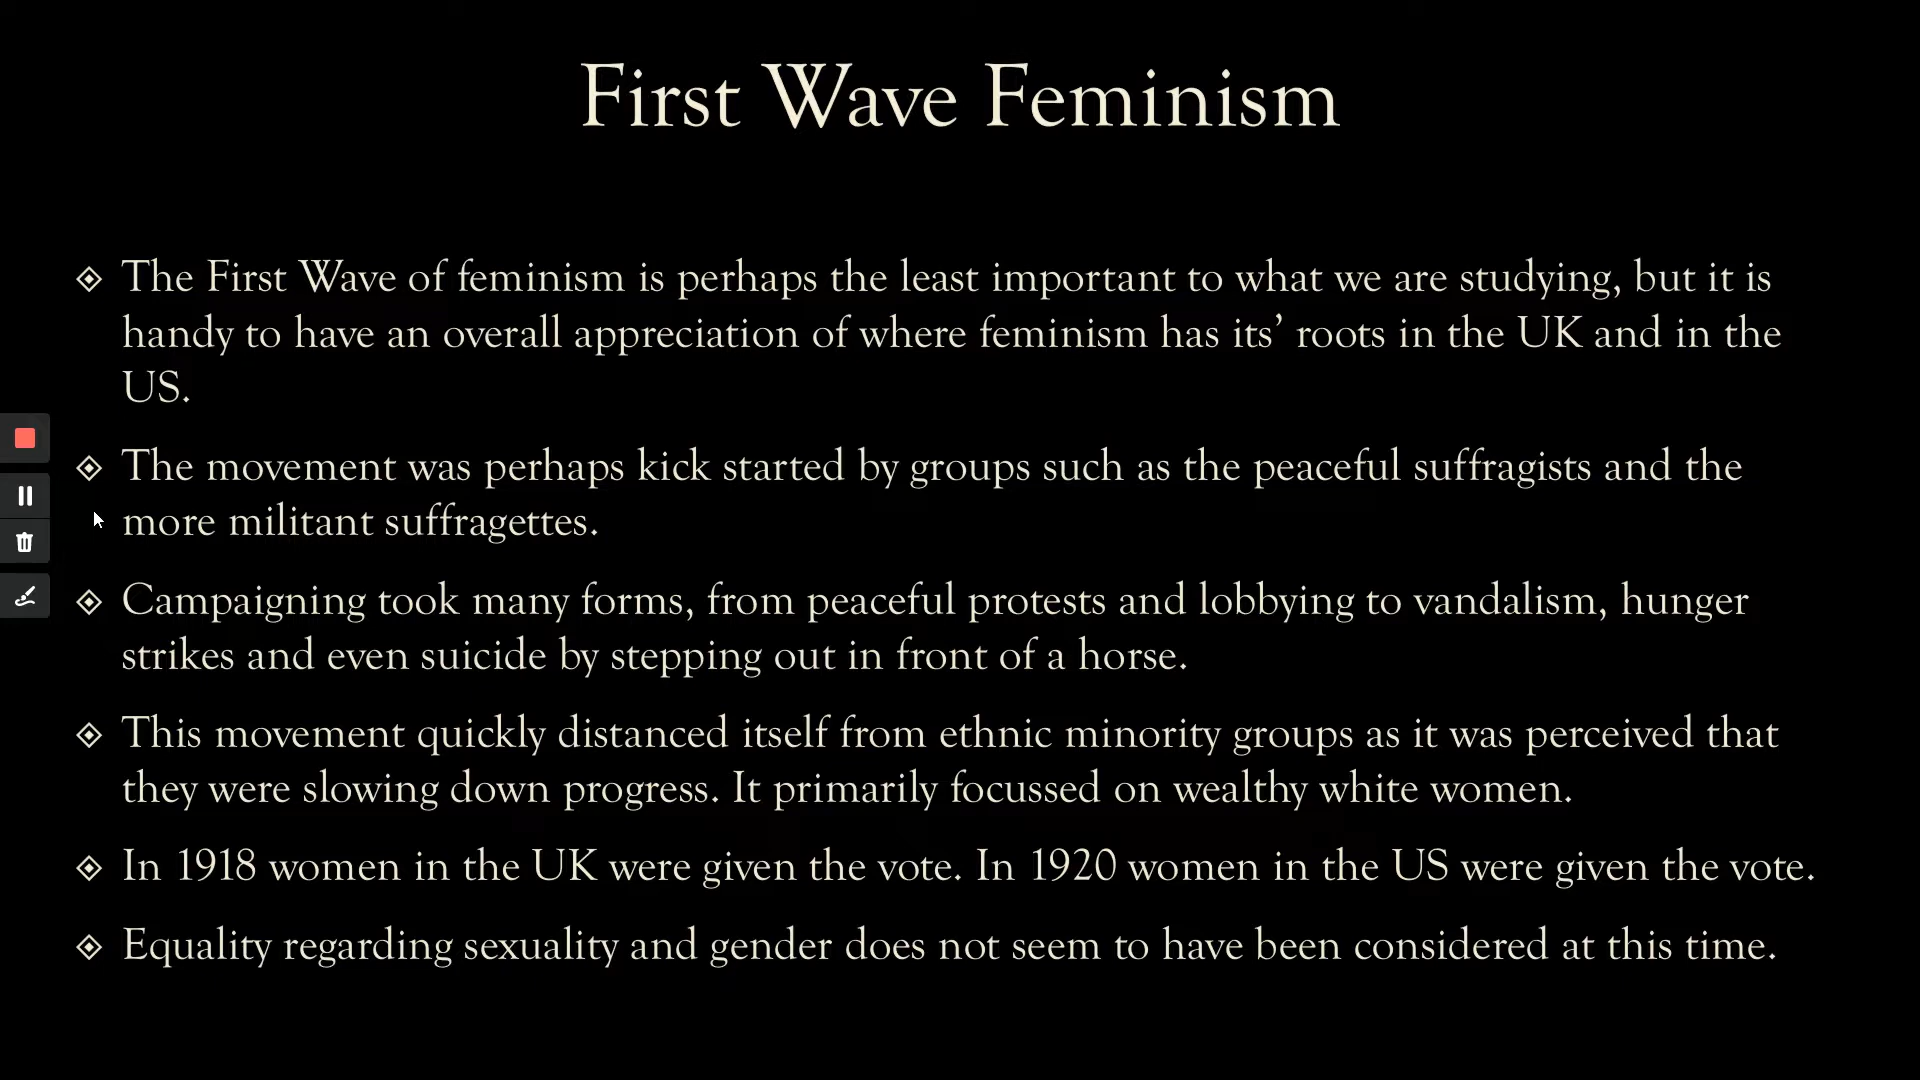 First Wave Feminism
The First Wave of feminism is perhaps the least important to what we are studying, but it is
handy to have an overall appreciation of where feminism has its’ roots in the UK and in the
US.
The movement was perhaps kick started by groups such as the peaceful suffragists and the
more militant suffragettes.
Campaigning took many forms, from peaceful protests and lobbying to vandalism, hunger
strikes and even suicide by stepping out in front of a horse.
This movement quickly distanced itself from ethnic minority groups as it was perceived that
they were slowing down progress. It primarily focussed on wealthy white women.
In 1918 women in the UK were given the vote. In 1920 women in the US were given the vote.
Equality regarding sexuality and gender does not seem to have been considered at this time.